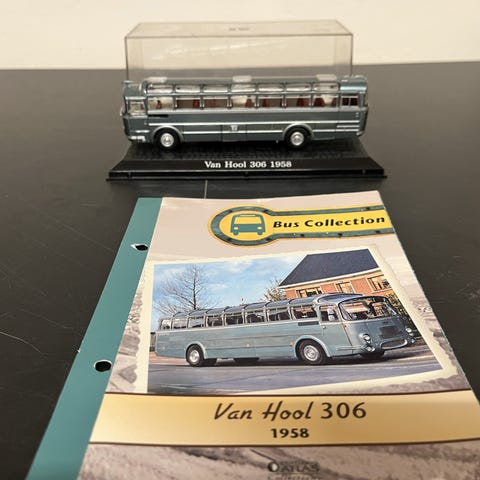 Van Hool 306 1958
Bus Collection
Van Hool 306
1958
ATLAS